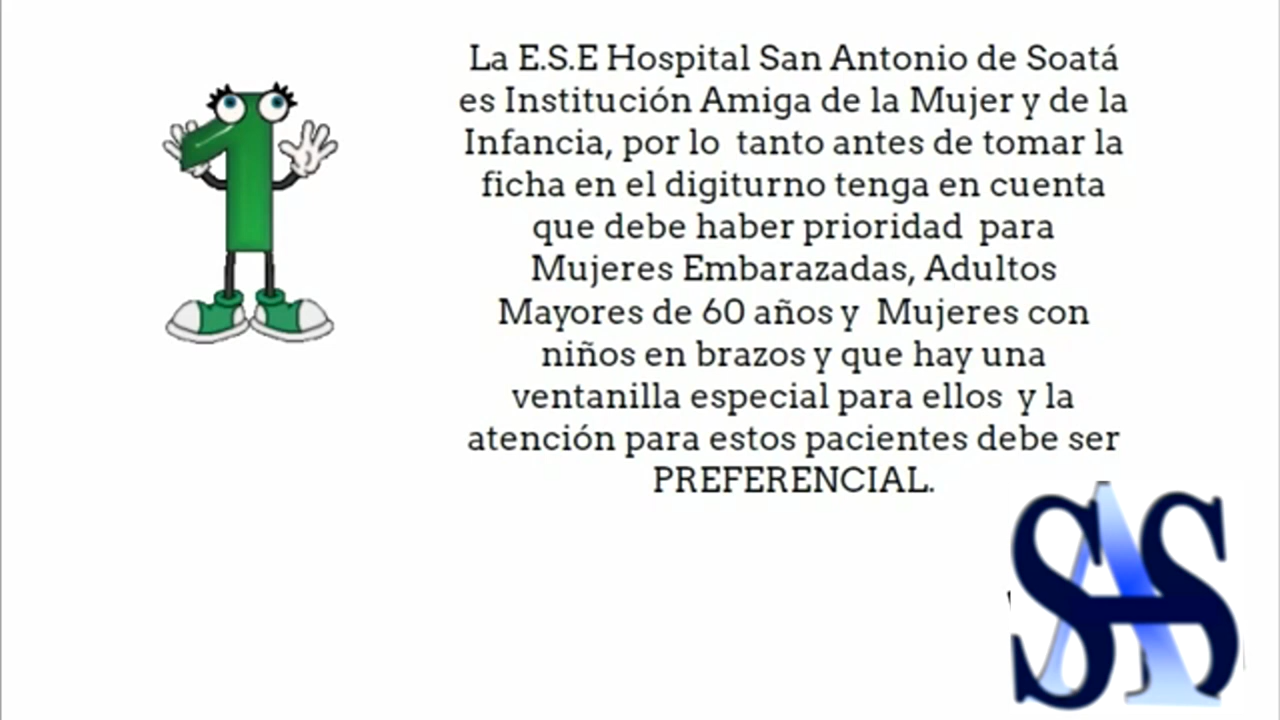 1
La E.S.E Hospital San Antonio de Soatá
es Institución Amiga de la Mujer y de la
Infancia, por lo  tanto antes de tomar la
ficha en el digiturno tenga en cuenta
que debe haber prioridad  para
Mujeres Embarazadas, Adultos
Mayores de 60 años y  Mujeres con
niños en brazos y que hay una
ventanilla especial para ellos  y la
atención para estos pacientes debe ser
PREFERENCIAL.
SAS